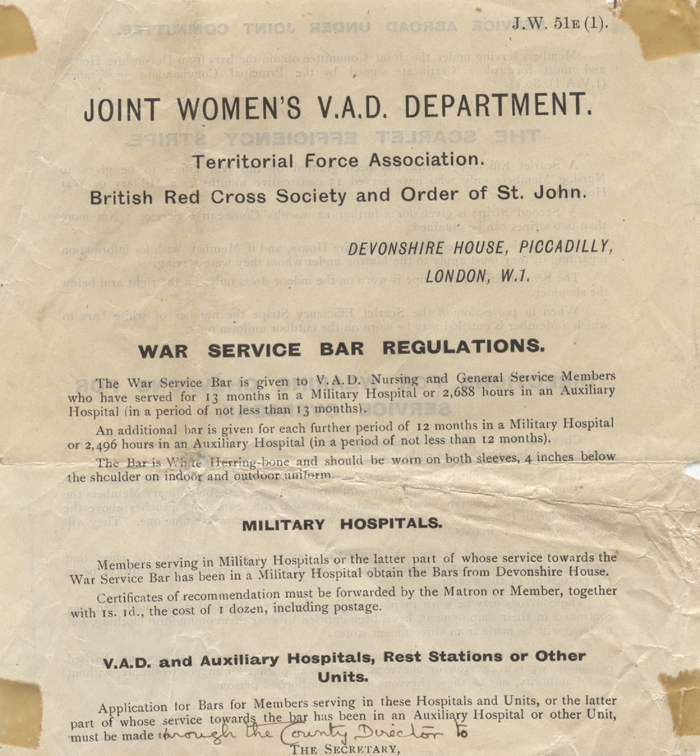 J.W. 51E (1).
JOINT WOMEN'S V.A.D. DEPARTMENT.
Territorial Force Association.
British Red Cross Society and Order of St. John.
DEVONSHIRE HOUSE, PICCADILLY,
LONDON, W.1.
WAR SERVICE BAR REGULATIONS.
The War Service Bar is given to V.A.D. Nursing and General Service Members
who have served for 13 months in a Military Hospital or 2,688 hours in an Auxiliary
Hospital (in a period of not less than 13 months).
An additional bar is given for each further period of 12 months in a Military Hospital
or 2,496 hours in an Auxiliary Hospital (in a period of not less than 12 months).
The Bar is White Herring-bone and should be worn on both sleeves, 4 inches below
the shoulder on indoor and outdoor uniform.
MILITARY HOSPITALS.
Members serving in Military Hospitals or the latter part of whose service towards the
War Service Bar has been in a Military Hospital obtain the Bars from Devonshire House.
Certificates of recommendation must be forwarded by the Matron or Member, together
with 1s. 1d., the cost of 1 dozen, including postage.
V.A.D. and Auxiliary Hospitals, Rest Stations or Other
Units.
Application for Bars for Members serving in these Hospitals and Units, or the latter
part of whose service towards the bar has been in an Auxiliary Hospital or other Unit,
must be made through the County Director to
THE SECRETARY,